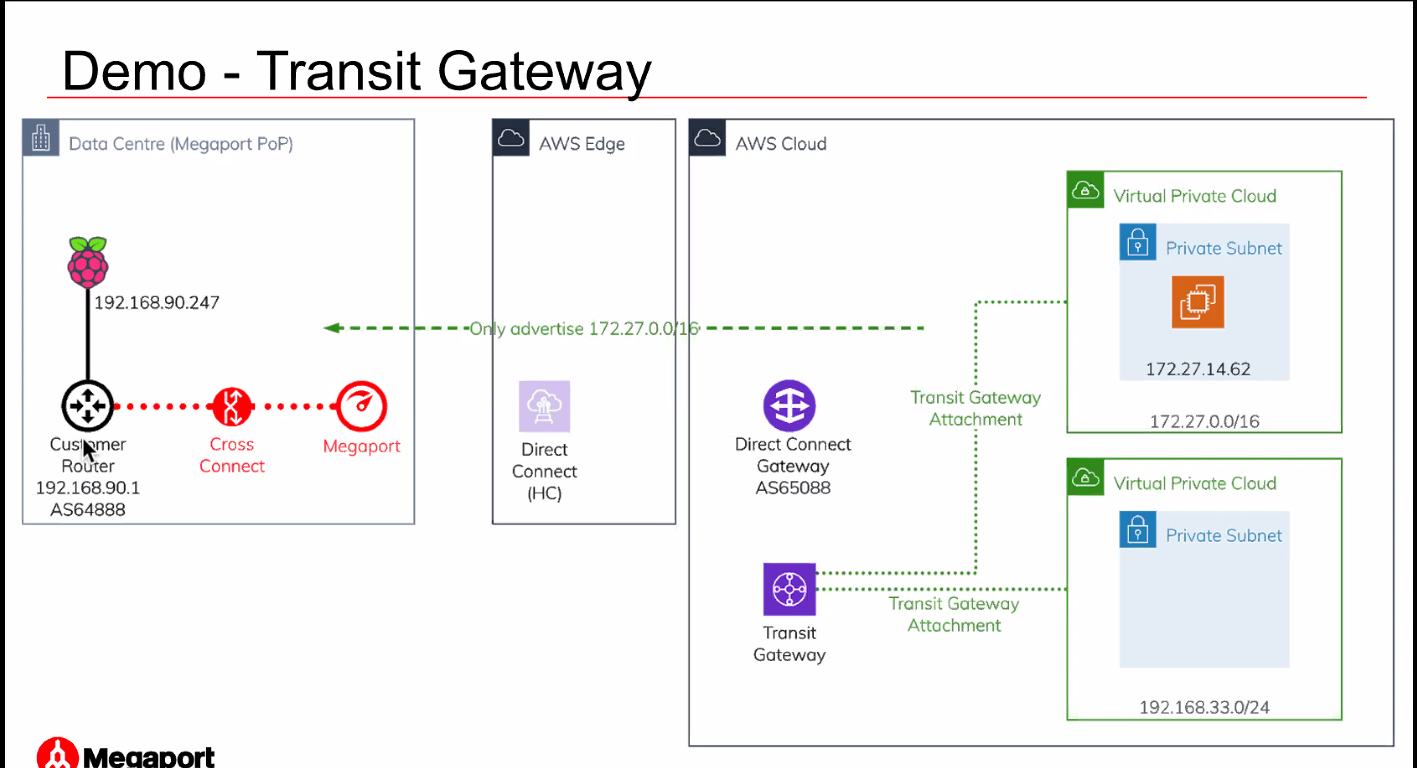 Demo - Transit Gateway
Data Centre (Megaport PoP)
192.168.90.247
Customer
Router
192.168.90.1
AS64888
Cross
Connect
Megaport
AWS Edge
Only advertise 172.27.0.0/16
Direct
Connect
(HC)
AWS Cloud
Direct Connect
Gateway
AS65088
Transit
Gateway
Transit Gateway
Attachment
Transit Gateway
Attachment
Virtual Private Cloud
Private Subnet
172.27.14.62
172.27.0.0/16
Virtual Private Cloud
Private Subnet
192.168.33.0/24
Megaport